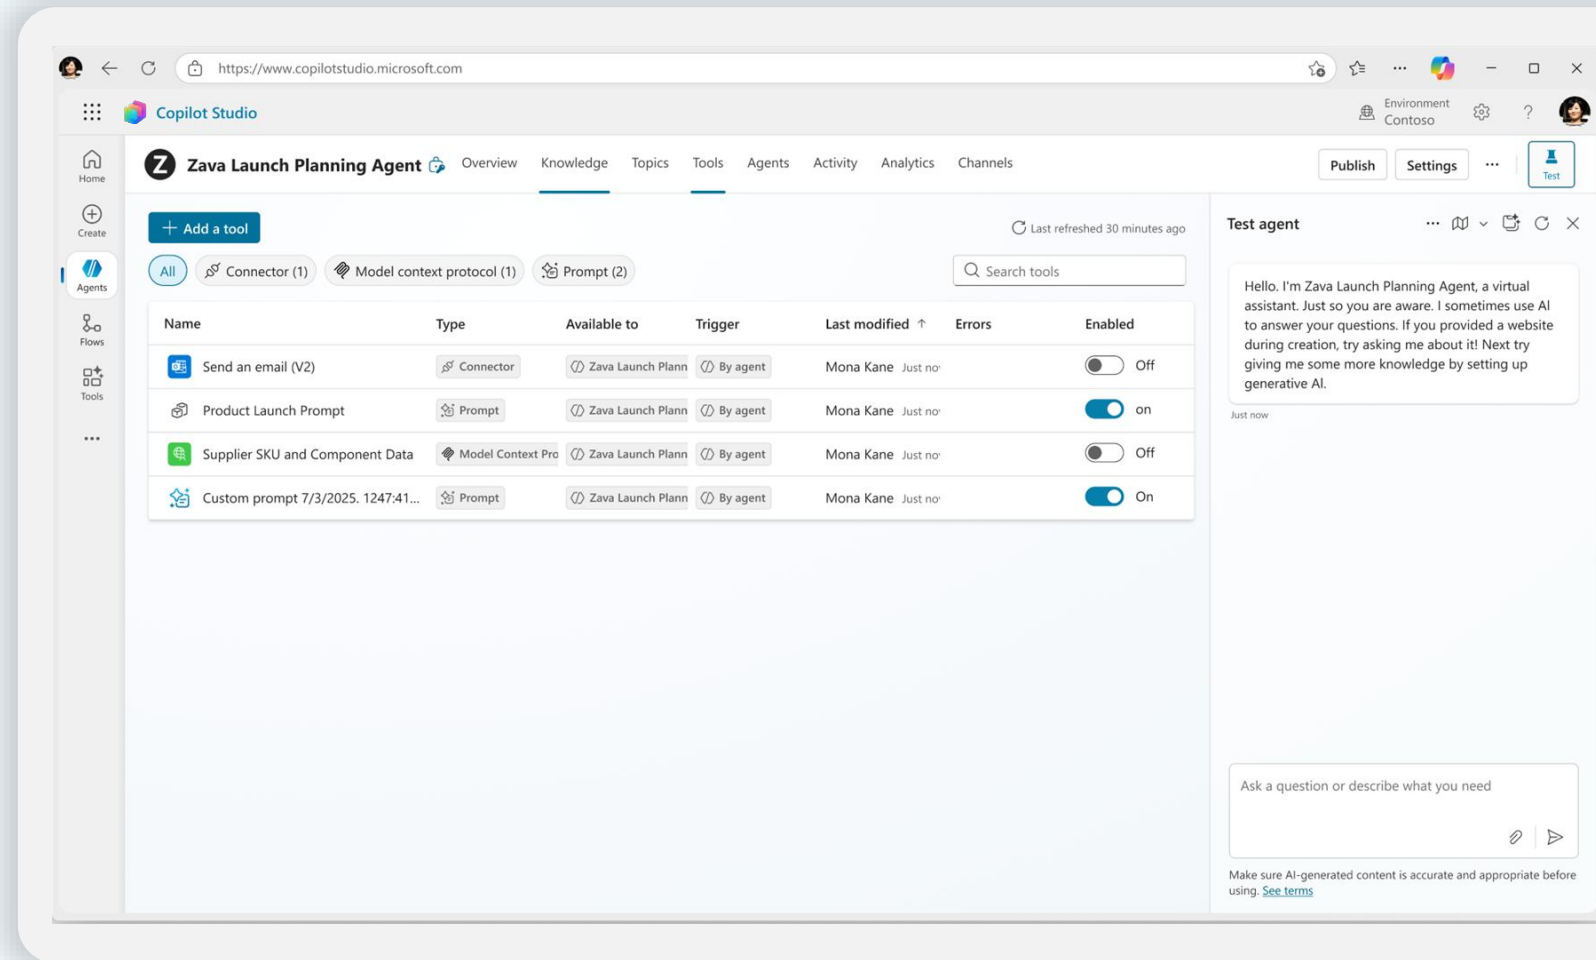 https://www.copilotstudio.microsoft.com
Copilot Studio
Environment
Contoso
?
Home
Create
Agents
Flows
Tools
Z
Zava Launch Planning Agent
Overview Knowledge Topics Tools Agents Activity Analytics Channels
Publish Settings
Test
+ Add a tool
Last refreshed 30 minutes ago
All Connector (1) Model context protocol (1) Prompt (2)
Search tools
Name Type Available to Trigger Last modified ↑ Errors Enabled
Send an email (V2) Connector Zava Launch Plann By agent Mona Kane Just no Off
Product Launch Prompt Prompt Zava Launch Plann By agent Mona Kane Just no on
Supplier SKU and Component Data Model Context Pro Zava Launch Plann By agent Mona Kane Just no Off
Custom prompt 7/3/2025. 1247:41... Prompt Zava Launch Plann By agent Mona Kane Just no On
Test agent
Hello. I'm Zava Launch Planning Agent, a virtual
assistant. Just so you are aware. I sometimes use AI
to answer your questions. If you provided a website
during creation, try asking me about it! Next try
giving me some more knowledge by setting up
generative AI.
Just now
Ask a question or describe what you need
Make sure AI-generated content is accurate and appropriate before
using. See terms